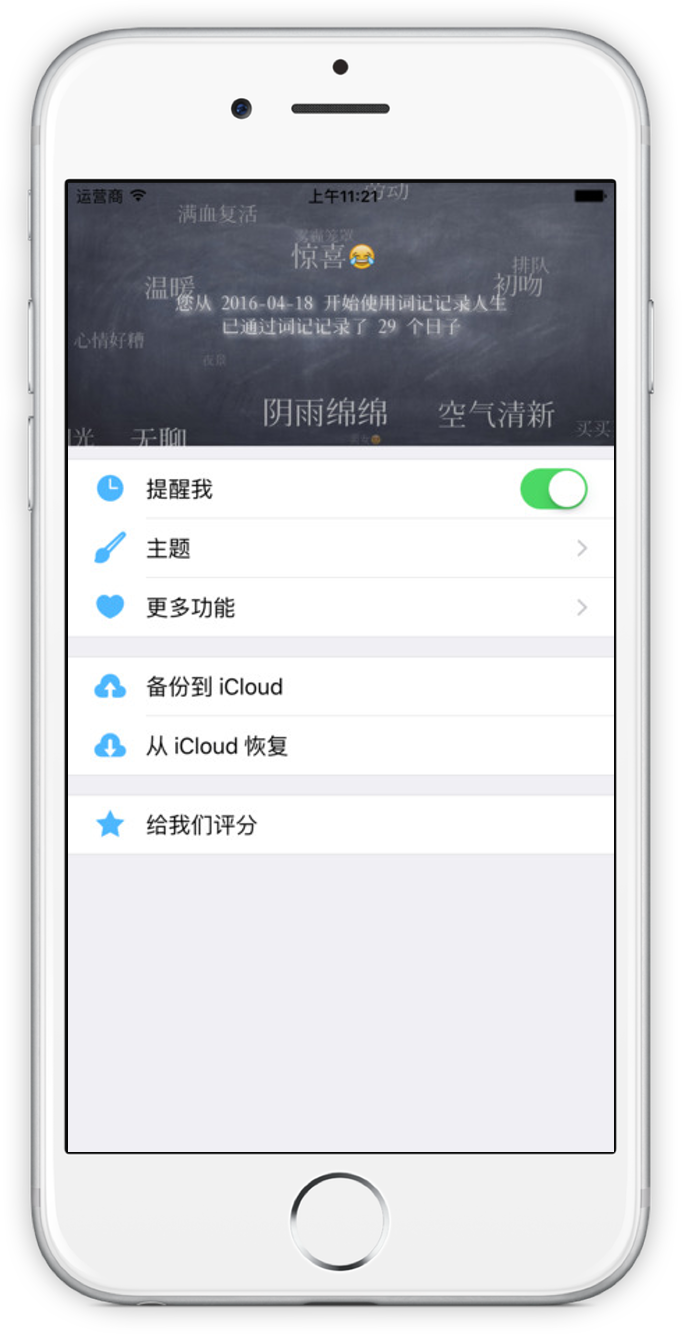 运营商
上午11:21
劳动
满血复活
惊喜😂
排队
温暖
初吻
您从 2016-04-18 开始使用词记记录人生
已通过词记记录了 29 个日子
心情好糟
夜景
阴雨绵绵
空气清新
买买
光
无聊
提醒我
主题
更多功能
备份到 iCloud
从 iCloud 恢复
给我们评分